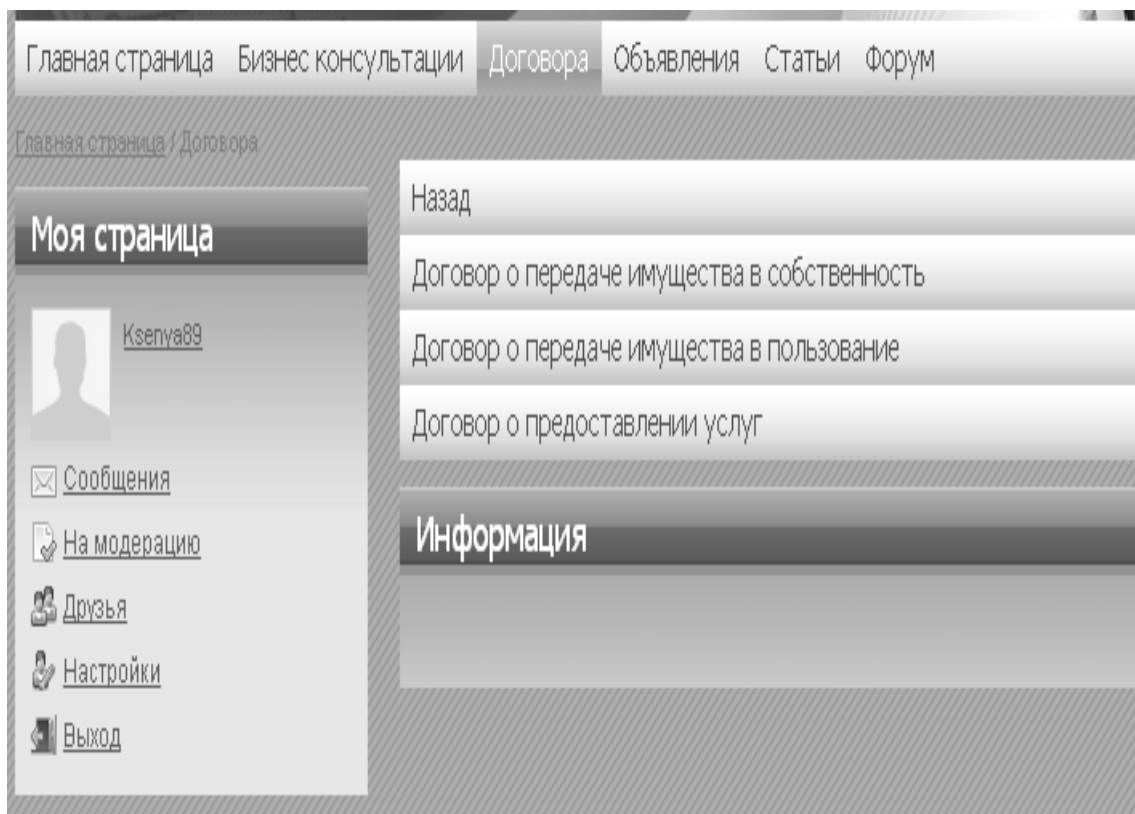 Главная страница Бизнес консультации Договора Объявления Статьи Форум
Главная страница / Договора
Моя страница
Ksenya89
Сообщения
На модерацию
Друзья
Настройки
Выход
Назад
Договор о передаче имущества в собственность
Договор о передаче имущества в пользование
Договор о предоставлении услуг
Информация